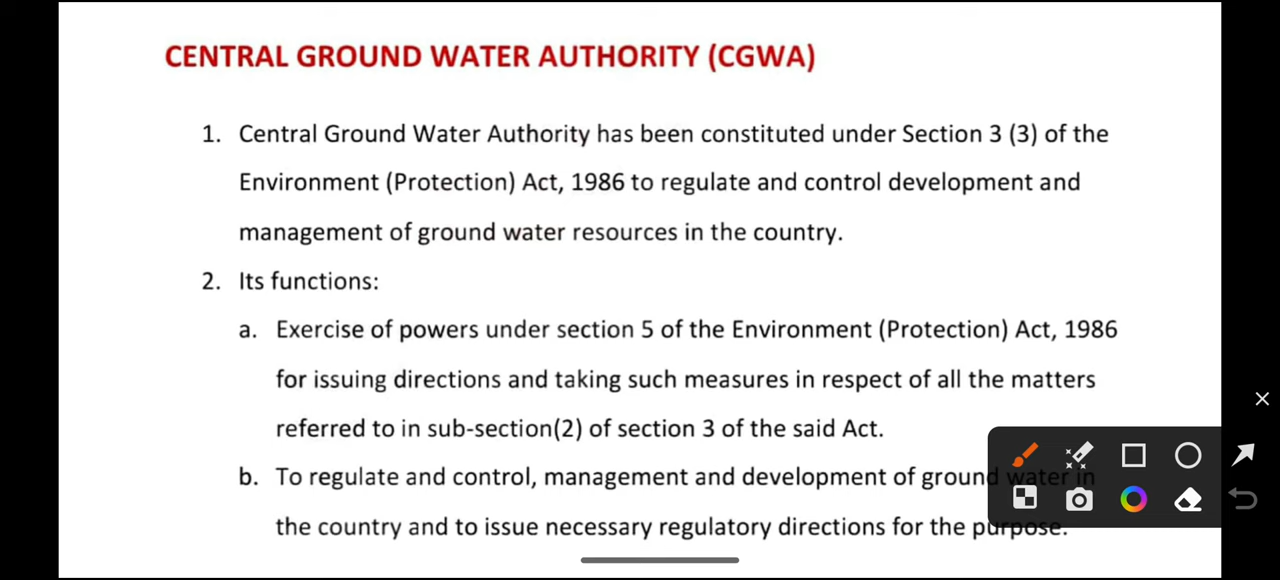 CENTRAL GROUND WATER AUTHORITY (CGWA)
1. Central Ground Water Authority has been constituted under Section 3 (3) of the
Environment (Protection) Act, 1986 to regulate and control development and
management of ground water resources in the country.
2. Its functions:
a. Exercise of powers under section 5 of the Environment (Protection) Act, 1986
for issuing directions and taking such measures in respect of all the matters
referred to in sub-section(2) of section 3 of the said Act.
b. To regulate and control, management and development of ground water in
the country and to issue necessary regulatory directions for the purpose.